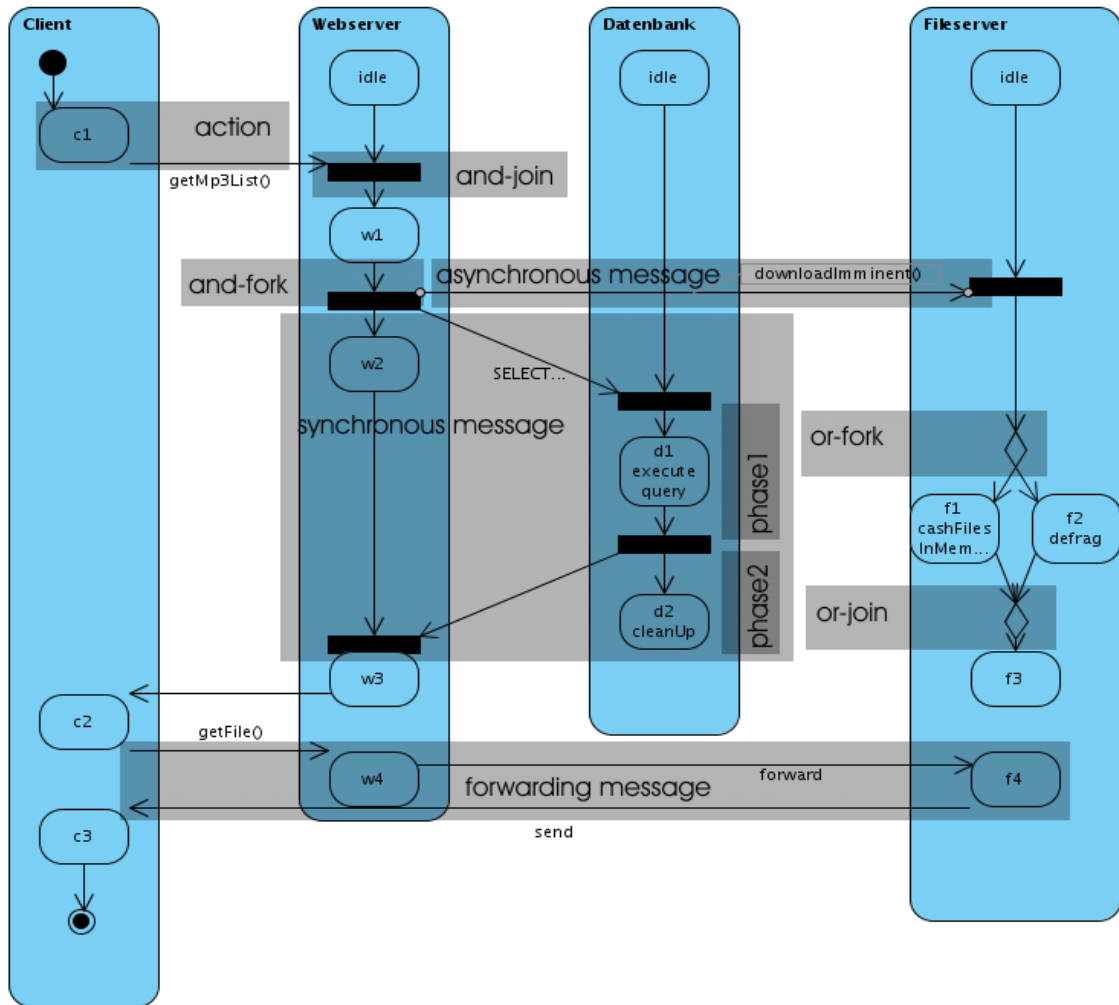 Client
Webserver
Datenbank
Fileserver
idle
idle
idle
c1
action
getMp3List()
and-join
w1
and-fork
asynchronous message
downloadImminent()
w2
SELECT...
synchronous message
d1
execute
query
phase1
or-fork
f1
cashFiles
InMem...
f2
defrag
d2
cleanUp
phase2
or-join
w3
f3
c2
getFile()
w4
forward
f4
forwarding message
c3
send